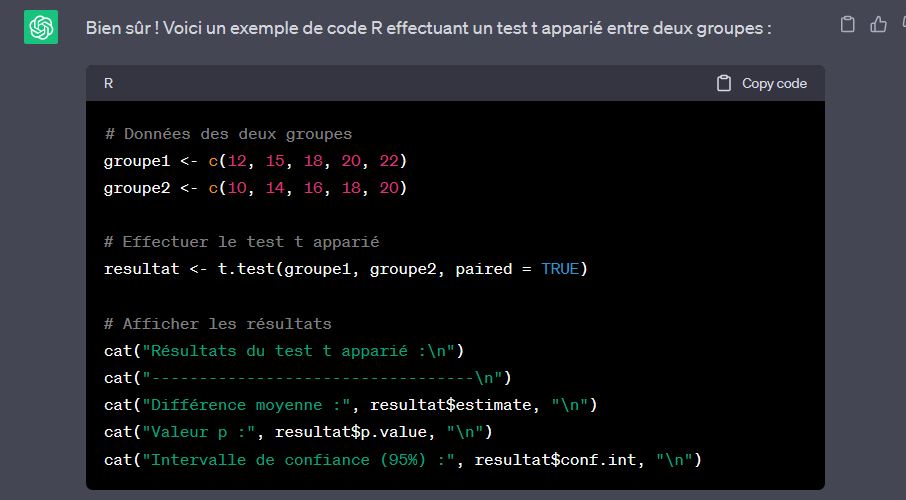 Bien sûr ! Voici un exemple de code R effectuant un test t apparié entre deux groupes :
R
Copy code
# Données des deux groupes
groupe1 <- c(12, 15, 18, 20, 22)
groupe2 <- c(10, 14, 16, 18, 20)
# Effectuer le test t apparié
resultat <- t.test(groupe1, groupe2, paired = TRUE)
# Afficher les résultats
cat("Résultats du test t apparié :\n")
cat("----------------------------------\n")
cat("Différence moyenne :", resultat$estimate, "\n")
cat("Valeur p :", resultat$p.value, "\n")
cat("Intervalle de confiance (95%) :", resultat$conf.int, "\n")